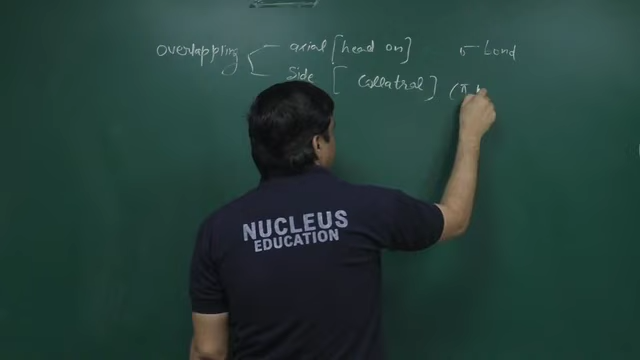 overlapping axial [head on] σ bond
Side [collatral] (π b
NUCLEUS
EDUCATION